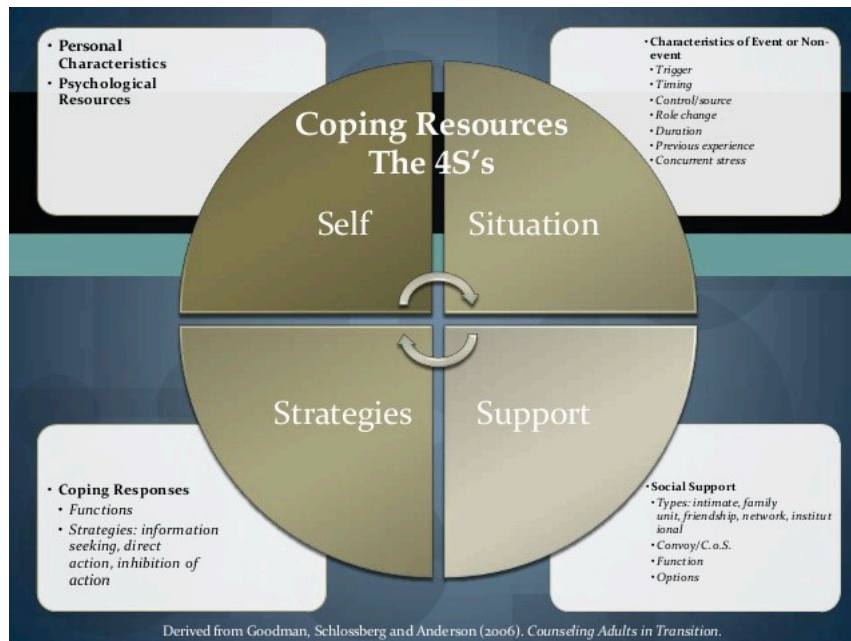 • Personal
Characteristics
• Psychological
Resources
• Characteristics of Event or Non-
event
• Trigger
• Timing
• Control/source
• Role change
• Duration
• Previous experience
• Concurrent stress
Coping Resources
The 4S's
Self
Situation
Strategies
Support
• Coping Responses
• Functions
• Strategies: information
seeking, direct
action, inhibition of
action
• Social Support
• Types: intimate, family
unit, friendship, network, institut
ional
• Convoy/C.o.S.
• Function
• Options
Derived from Goodman, Schlossberg and Anderson (2006). Counseling Adults in Transition.